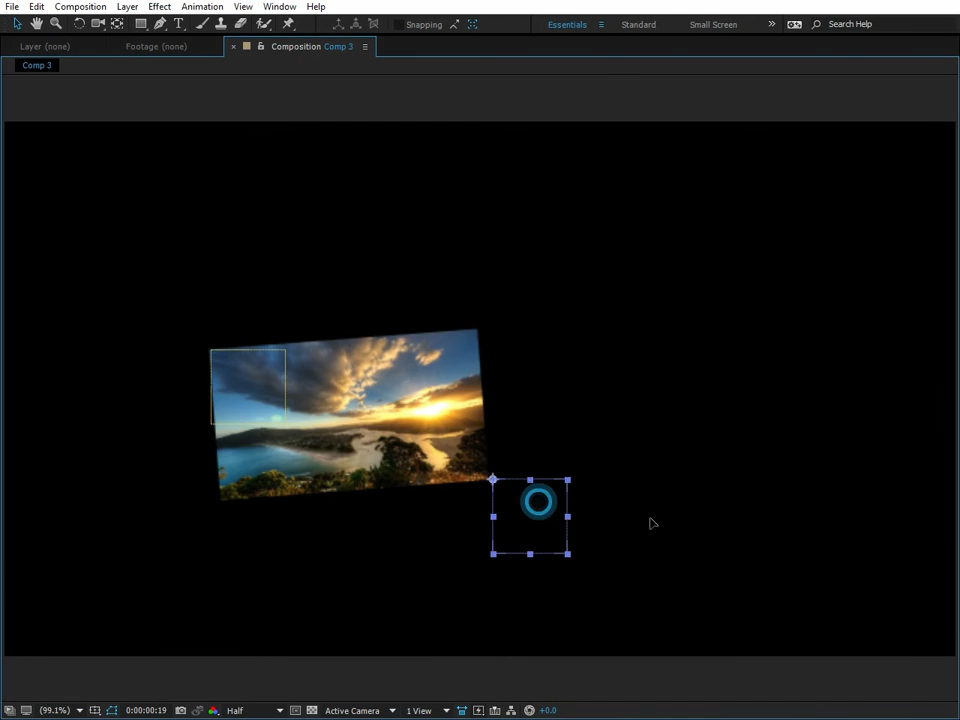 File Edit Composition Layer Effect Animation View Window Help
Snapping Essentials Standard Small Screen Search Help
Layer (none) Footage (none) Composition Comp 3
Comp 3
(99.1%) 0:00:00:19 Half Active Camera 1 View +0.0